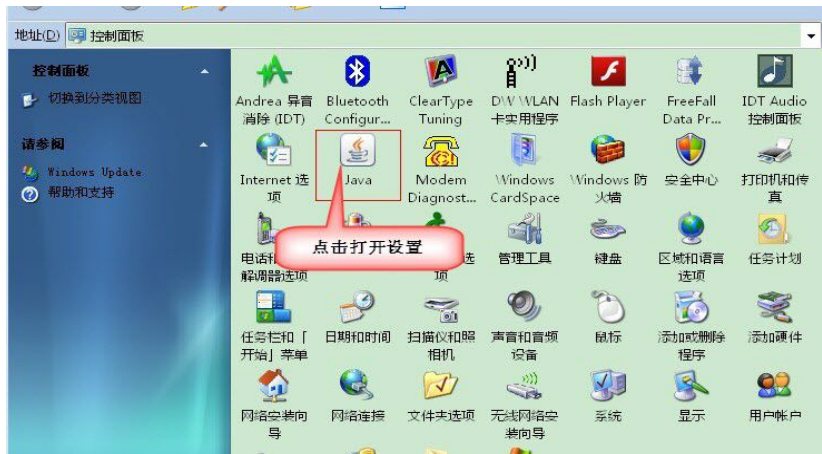 地址(D) 控制面板
控制面板
切换到分类视图
请参阅
Windows Update
帮助和支持
Andrea 异音
消除 (IDT)
Bluetooth
Configur...
ClearType
Tuning
DW WLAN
卡实用程序
Flash Player
FreeFall
Data Pr...
IDT Audio
控制面板
Internet 选
项
Java
Modem
Diagnost...
Windows
CardSpace
Windows 防
火墙
安全中心
打印机和传
真
点击打开设置
电话和
解调器选项
选
项
管理工具
键盘
区域和语言
选项
任务计划
任务栏和「
开始」菜单
日期和时间
扫描仪和照
相机
声音和音频
设备
鼠标
添加或删除
程序
添加硬件
网络安装向
导
网络连接
文件夹选项
无线网络安
装向导
系统
显示
用户帐户